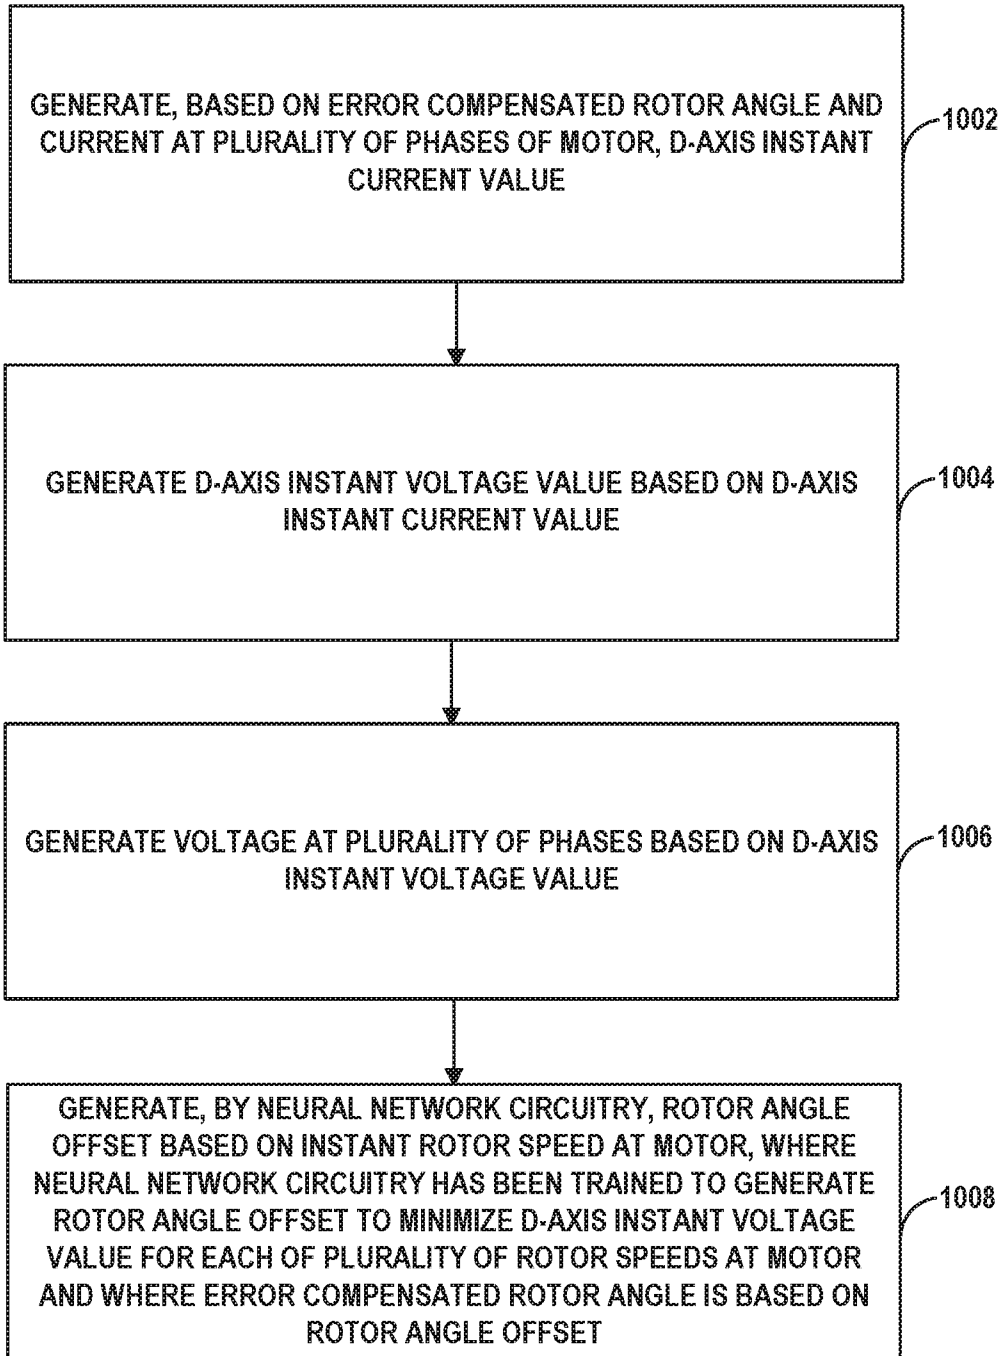 GENERATE, BASED ON ERROR COMPENSATED ROTOR ANGLE AND
CURRENT AT PLURALITY OF PHASES OF MOTOR, D-AXIS INSTANT
CURRENT VALUE
1002
GENERATE D-AXIS INSTANT VOLTAGE VALUE BASED ON D-AXIS
INSTANT CURRENT VALUE
1004
GENERATE VOLTAGE AT PLURALITY OF PHASES BASED ON D-AXIS
INSTANT VOLTAGE VALUE
1006
GENERATE, BY NEURAL NETWORK CIRCUITRY, ROTOR ANGLE
OFFSET BASED ON INSTANT ROTOR SPEED AT MOTOR, WHERE
NEURAL NETWORK CIRCUITRY HAS BEEN TRAINED TO GENERATE
ROTOR ANGLE OFFSET TO MINIMIZE D-AXIS INSTANT VOLTAGE
VALUE FOR EACH OF PLURALITY OF ROTOR SPEEDS AT MOTOR
AND WHERE ERROR COMPENSATED ROTOR ANGLE IS BASED ON
ROTOR ANGLE OFFSET
1008